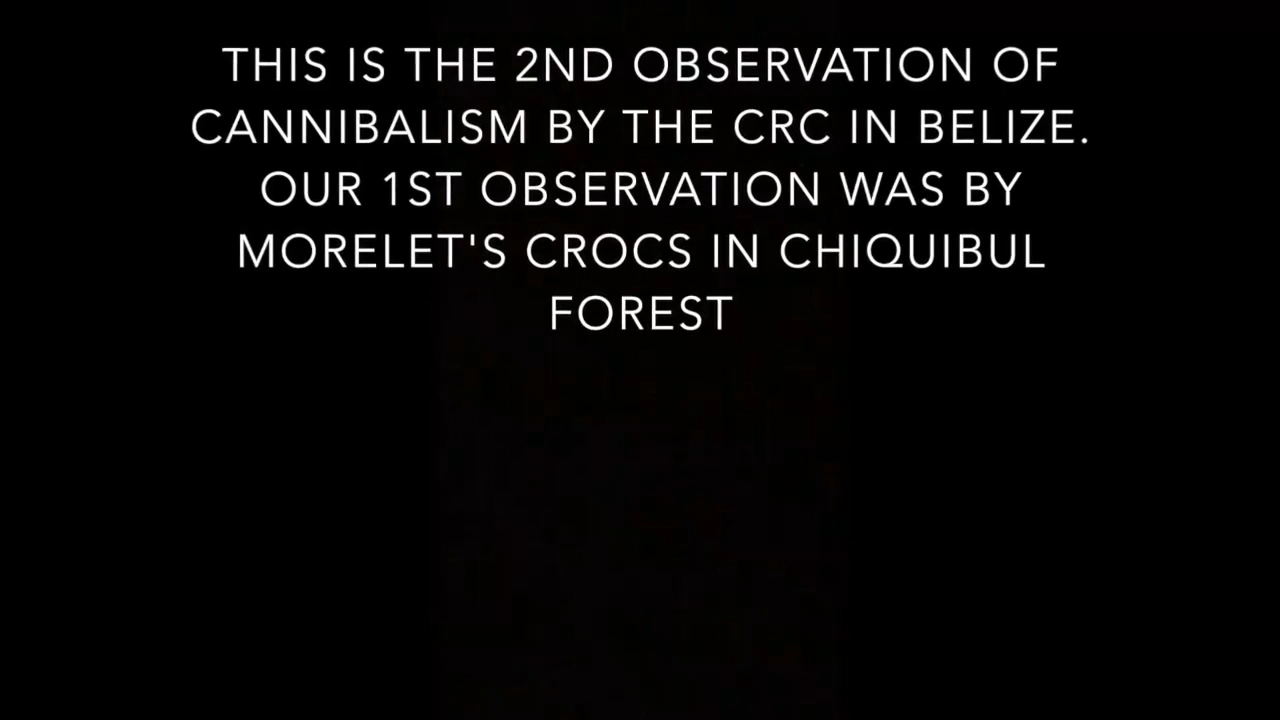 THIS IS THE 2ND OBSERVATION OF
CANNIBALISM BY THE CRC IN BELIZE.
OUR 1ST OBSERVATION WAS BY
MORELET'S CROCS IN CHIQUIBUL
FOREST